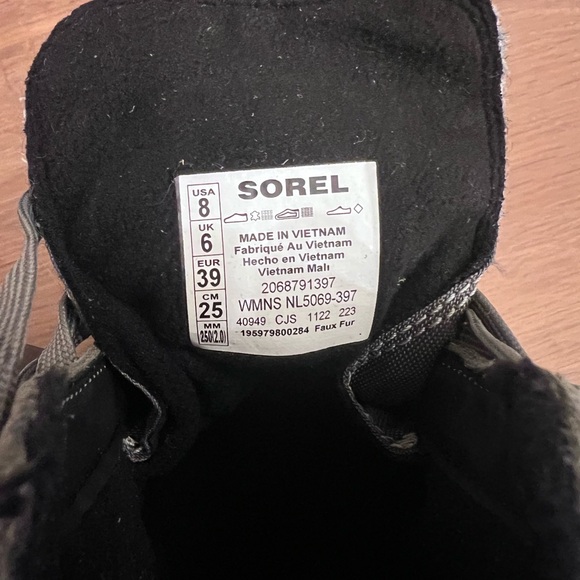 USA
8
UK
6
EUR
39
CM
25
MM
250(2.0)
SOREL
MADE IN VIETNAM
Fabriqué Au Vietnam
Hecho en Vietnam
Vietnam Malı
2068791397
WMNS NL5069-397
40949 CJS 1122 223
195979800284 Faux Fur